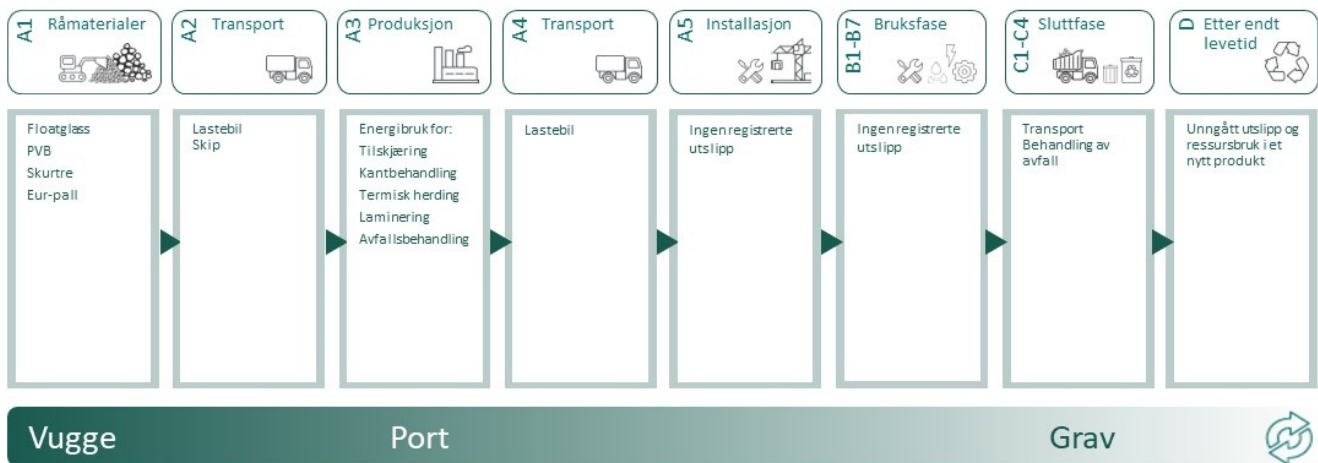 A1 Råmaterialer
A2 Transport
A3 Produksjon
A4 Transport
A5 Installasjon
B1-B7 Bruksfase
C1-C4 Sluttfase
D Etter endt
levetid
Floatglass
PVB
Skurtre
Eur-pall
Lastebil
Skip
Energibruk for:
Tilskjæring
Kantbehandling
Termisk herding
Laminering
Avfallsbehandling
Lastebil
Ingen registrerte
utslipp
Ingen registrerte
utslipp
Transport
Behandling av
avfall
Unngått utslipp og
ressursbruk i et
nytt produkt
Vugge
Port
Grav